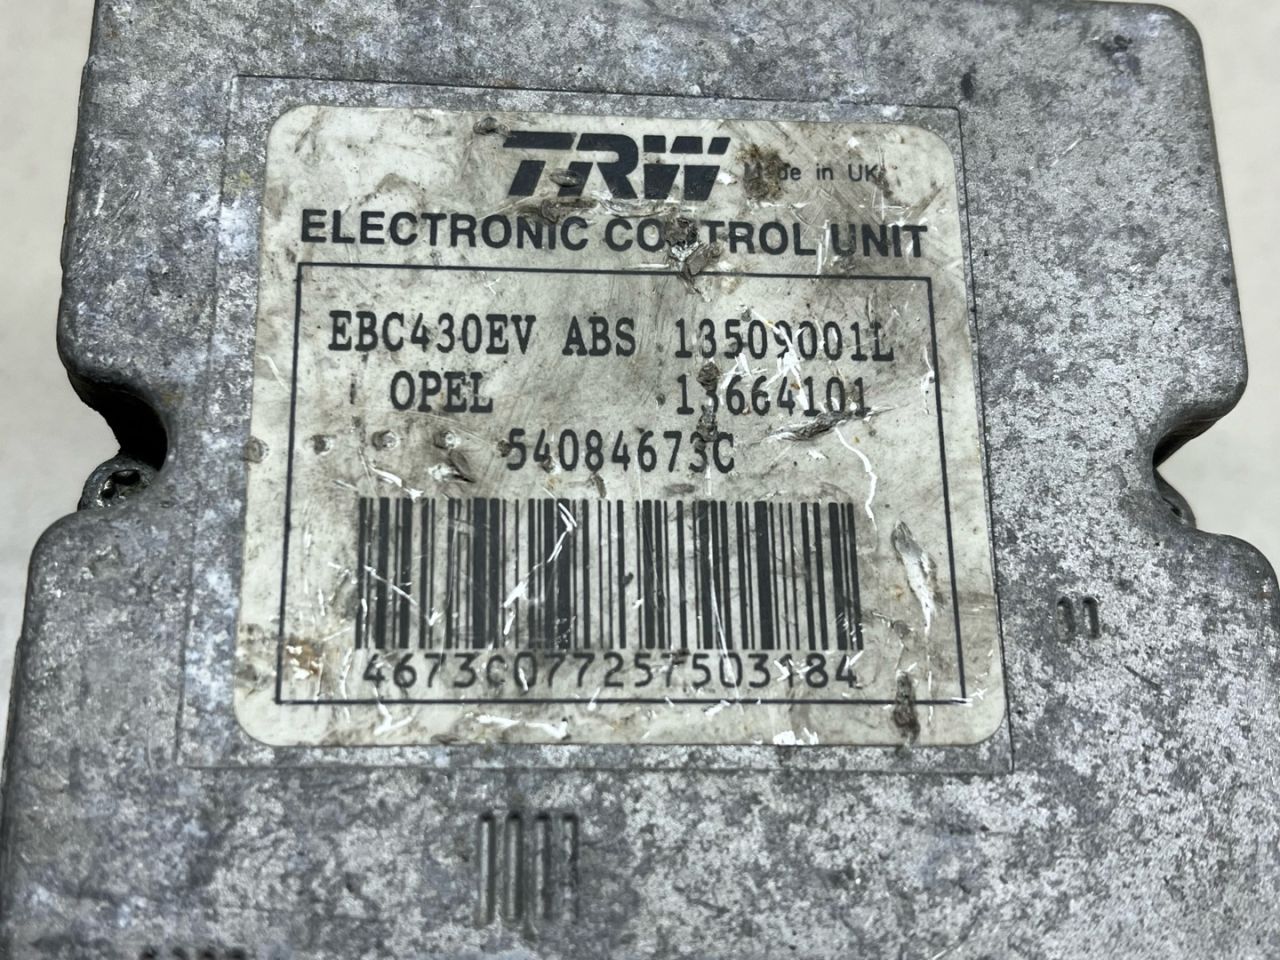 TRW Made in UK
ELECTRONIC CONTROL UNIT
EBC430EV ABS 13509001L
OPEL 13664101
54084673C
4673C077257503184